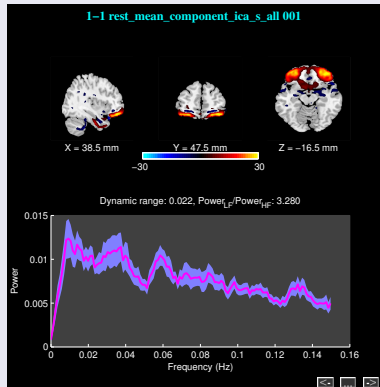 1-1 rest_mean_component_ica_s_all 001
X = 38.5 mm
Y = 47.5 mm
Z = −16.5 mm
−30
30
Dynamic range: 0.022, Power_LF/Power_HF: 3.280
0.015
0.01
0.005
0
Power
0
0.02
0.04
0.06
0.08
0.1
0.12
0.14
0.16
Frequency (Hz)
<-
...
->